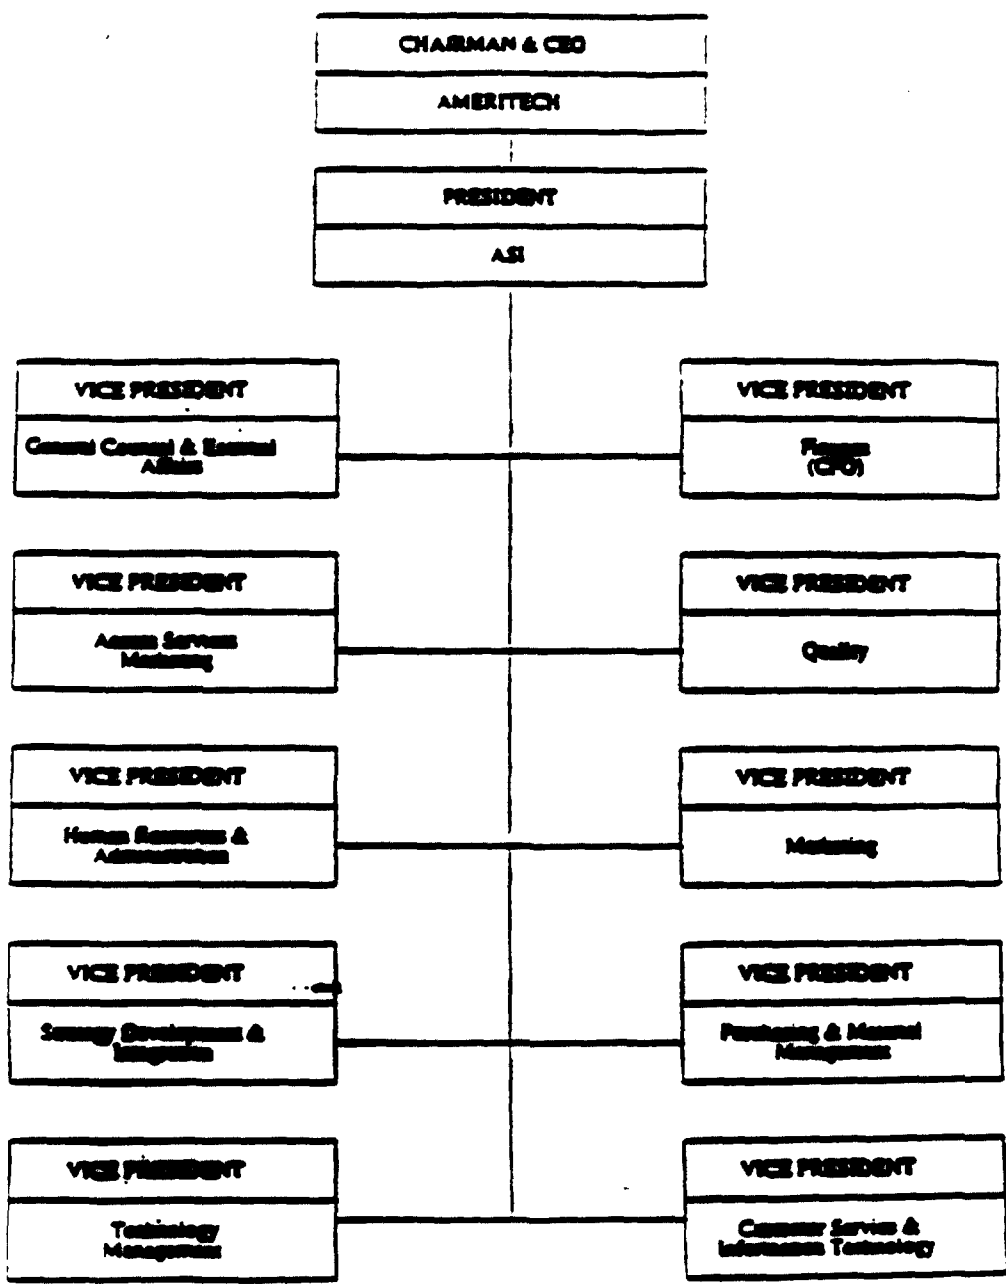 CHAIRMAN & CEO
AMERITECH
PRESIDENT
ASI
VICE PRESIDENT
General Counsel & External
Affairs
VICE PRESIDENT
Finance
(CFO)
VICE PRESIDENT
Access Services
Marketing
VICE PRESIDENT
Quality
VICE PRESIDENT
Human Resources &
Administration
VICE PRESIDENT
Marketing
VICE PRESIDENT
Strategy Development &
Integration
VICE PRESIDENT
Purchasing & Material
Management
VICE PRESIDENT
Technology
Management
VICE PRESIDENT
Customer Service &
Information Technology